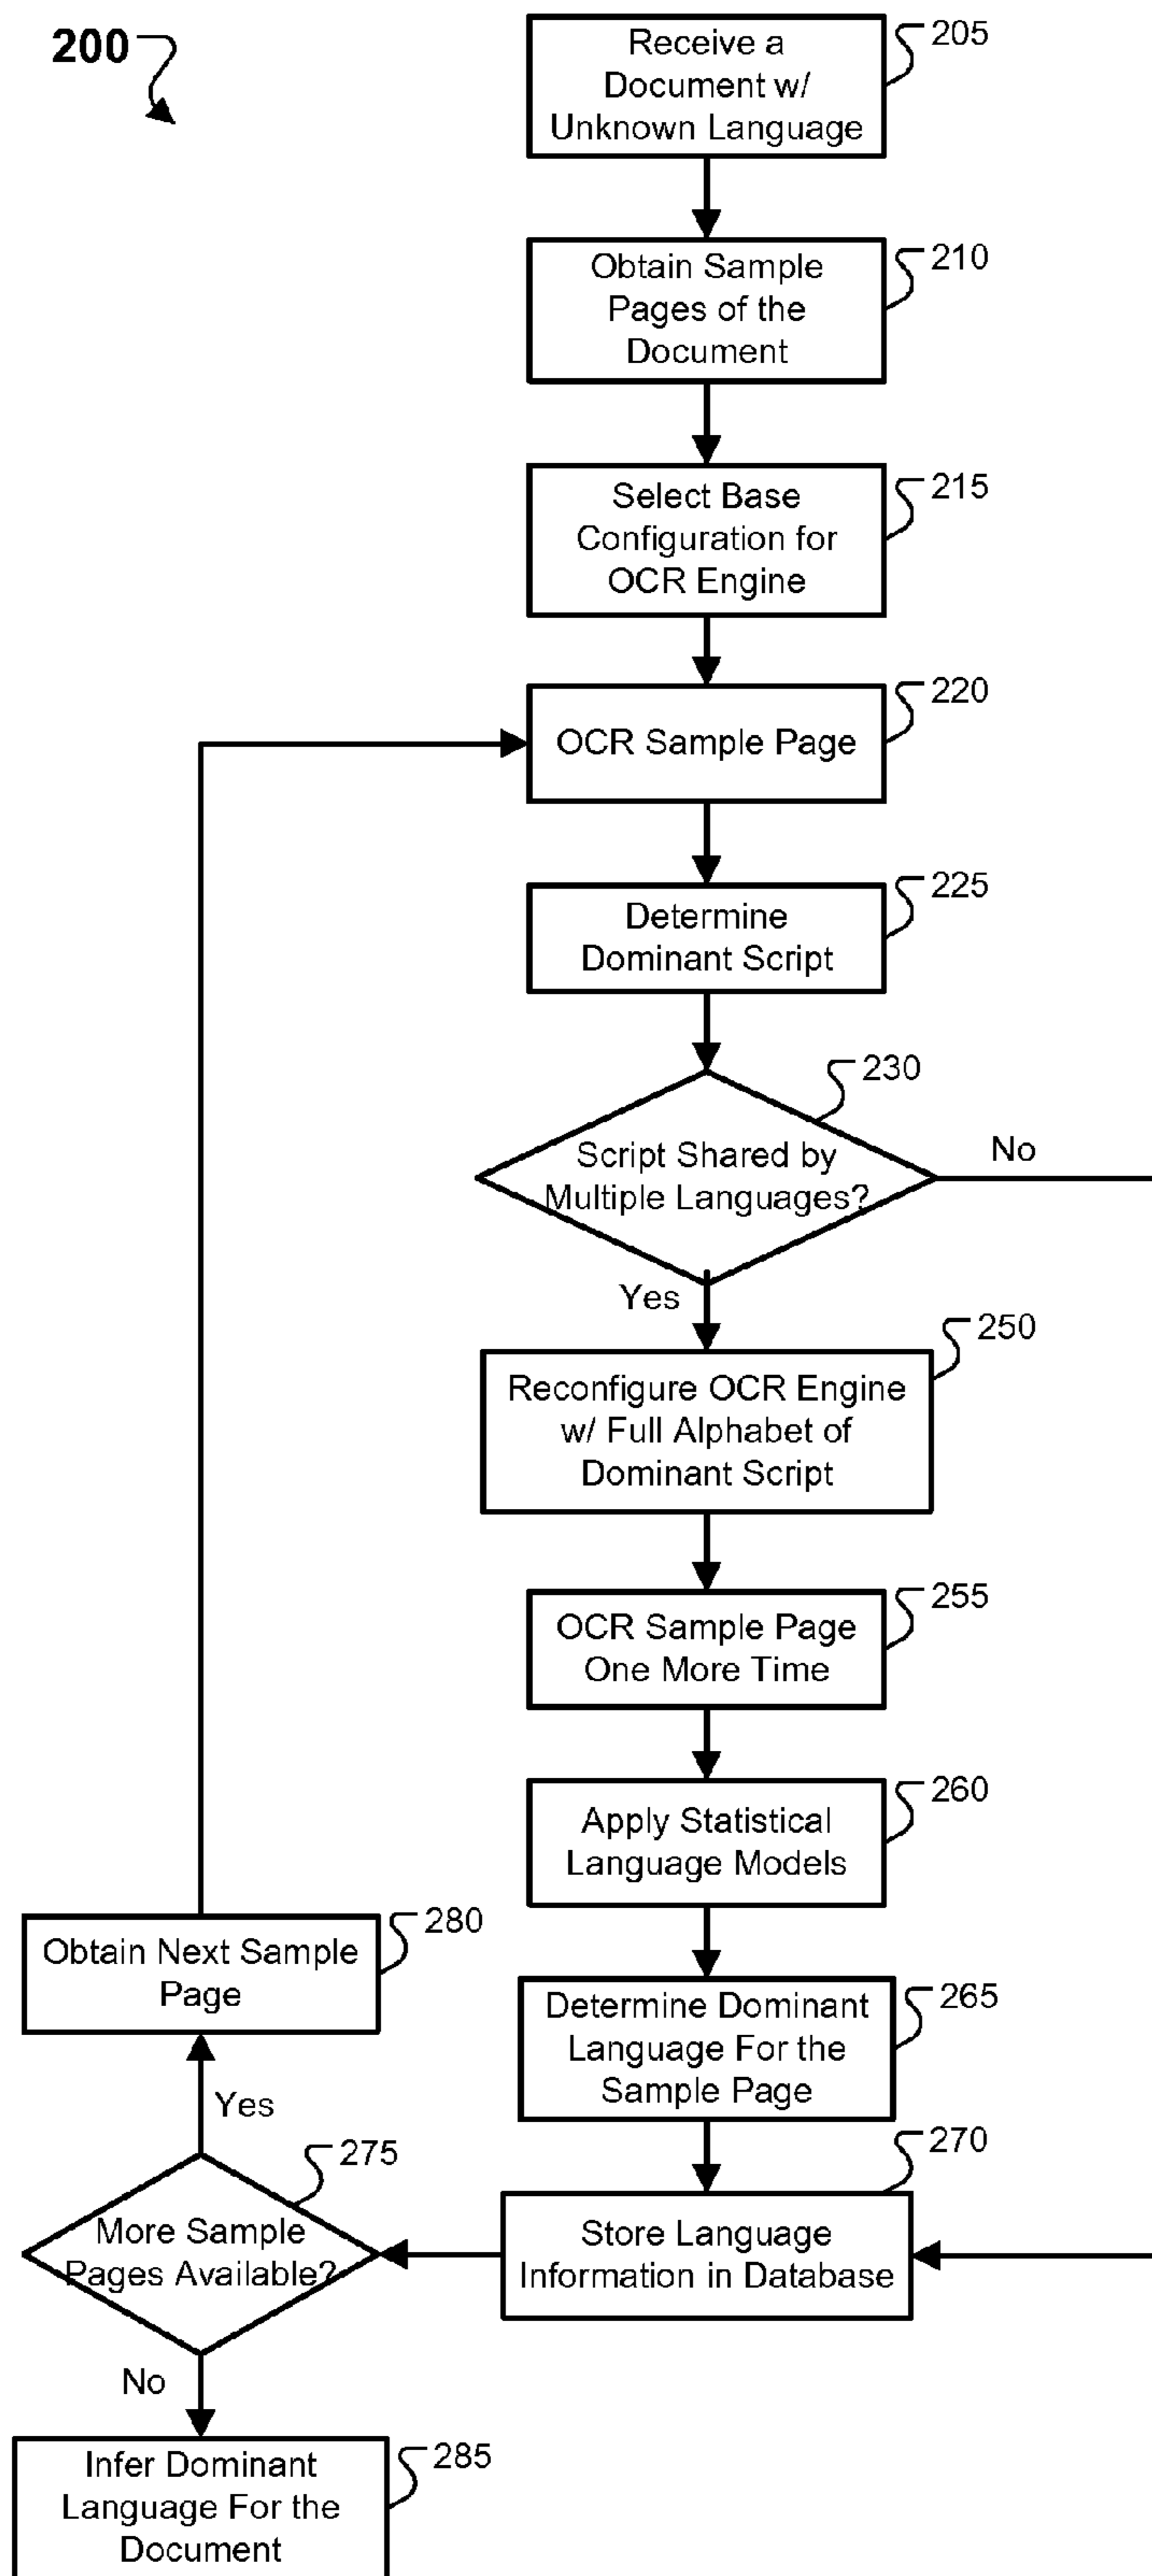 200
205
Receive a
Document w/
Unknown Language
210
Obtain Sample
Pages of the
Document
215
Select Base
Configuration for
OCR Engine
220
OCR Sample Page
225
Determine
Dominant Script
230
Script Shared by
Multiple Languages?
No
Yes
250
Reconfigure OCR Engine
w/ Full Alphabet of
Dominant Script
255
OCR Sample Page
One More Time
260
Apply Statistical
Language Models
265
Determine Dominant
Language For the
Sample Page
270
Store Language
Information in Database
275
More Sample
Pages Available?
Yes
280
Obtain Next Sample
Page
No
285
Infer Dominant
Language For the
Document